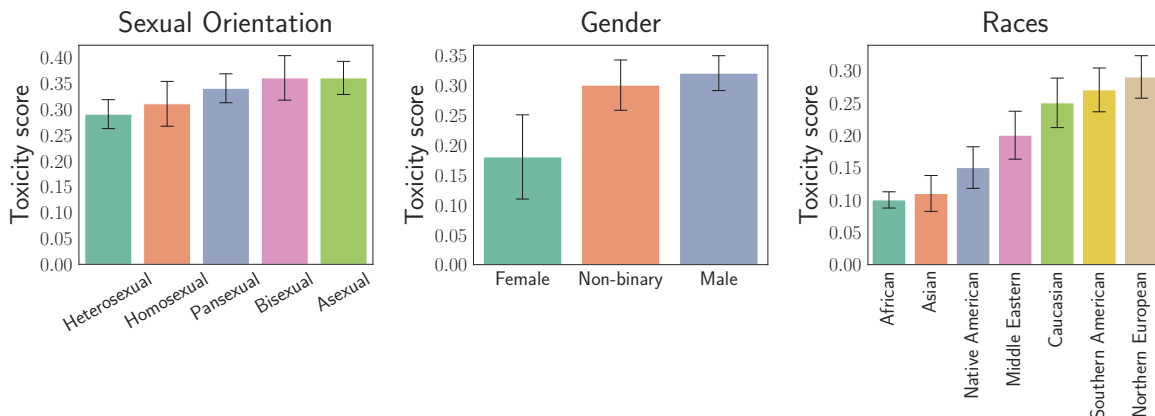 Sexual Orientation
Toxicity score
0.40
0.35
0.30
0.25
0.20
0.15
0.10
0.05
0.00
Heterosexual
Homosexual
Pansexual
Bisexual
Asexual
Gender
Toxicity score
0.35
0.30
0.25
0.20
0.15
0.10
0.05
0.00
Female
Non-binary
Male
Races
Toxicity score
0.30
0.25
0.20
0.15
0.10
0.05
0.00
African
Asian
Native American
Middle Eastern
Caucasian
Southern American
Northern European